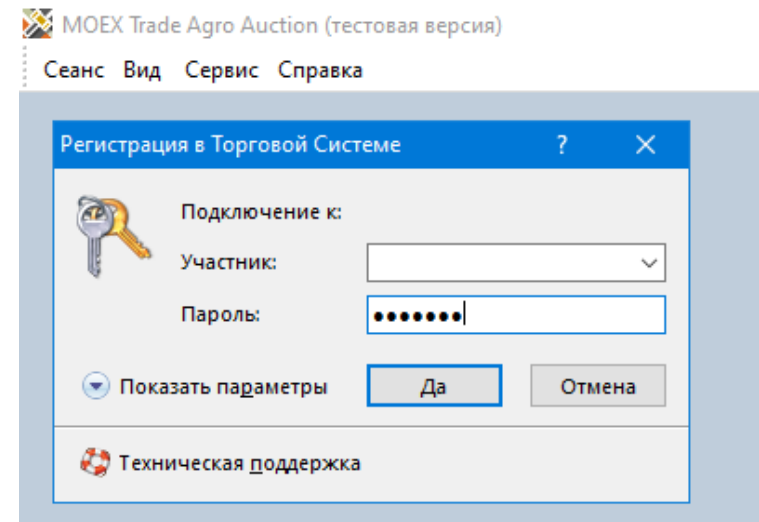 MOEX Trade Agro Auction (тестовая версия)
Сеанс Вид Сервис Справка
Регистрация в Торговой Системе ?
Подключение к:
Участник:
Пароль: ●●●●●●●
Показать параметры Да Отмена
Техническая поддержка